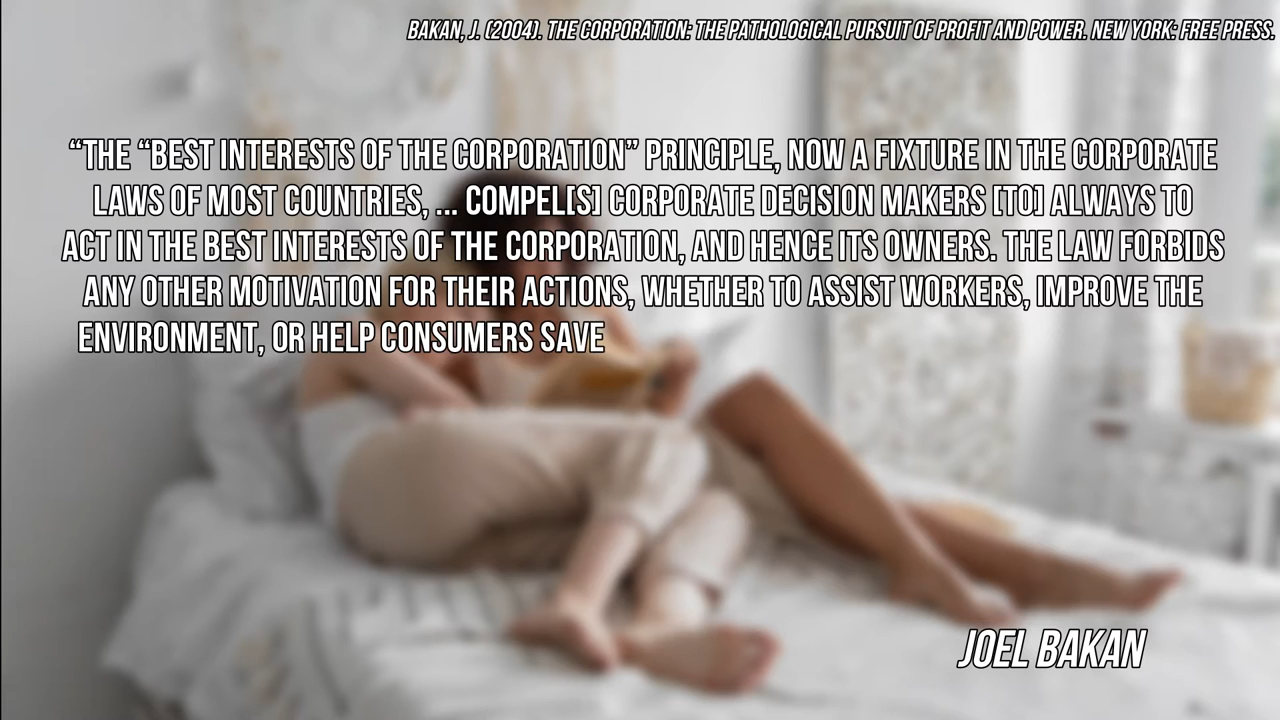 BAKAN, J. (2004). THE CORPORATION: THE PATHOLOGICAL PURSUIT OF PROFIT AND POWER. NEW YORK: FREE PRESS.
“THE “BEST INTERESTS OF THE CORPORATION” PRINCIPLE, NOW A FIXTURE IN THE CORPORATE
LAWS OF MOST COUNTRIES, ... COMPEL[S] CORPORATE DECISION MAKERS [TO] ALWAYS TO
ACT IN THE BEST INTERESTS OF THE CORPORATION, AND HENCE ITS OWNERS. THE LAW FORBIDS
ANY OTHER MOTIVATION FOR THEIR ACTIONS, WHETHER TO ASSIST WORKERS, IMPROVE THE
ENVIRONMENT, OR HELP CONSUMERS SAVE
JOEL BAKAN